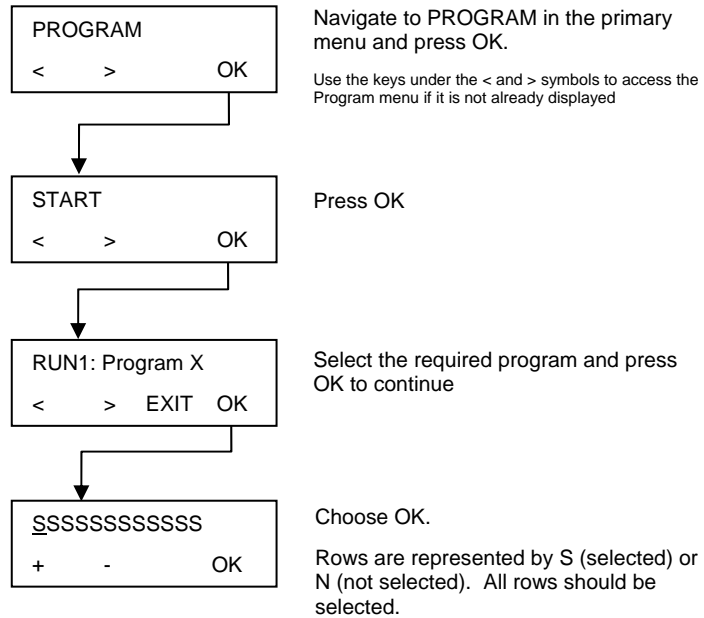 PROGRAM
< > OK
Navigate to PROGRAM in the primary
menu and press OK.
Use the keys under the < and > symbols to access the
Program menu if it is not already displayed
START
< > OK
Press OK
RUN1: Program X
< > EXIT OK
Select the required program and press
OK to continue
SSSSSSSSSSSS
+ - OK
Choose OK.
Rows are represented by S (selected) or
N (not selected). All rows should be
selected.